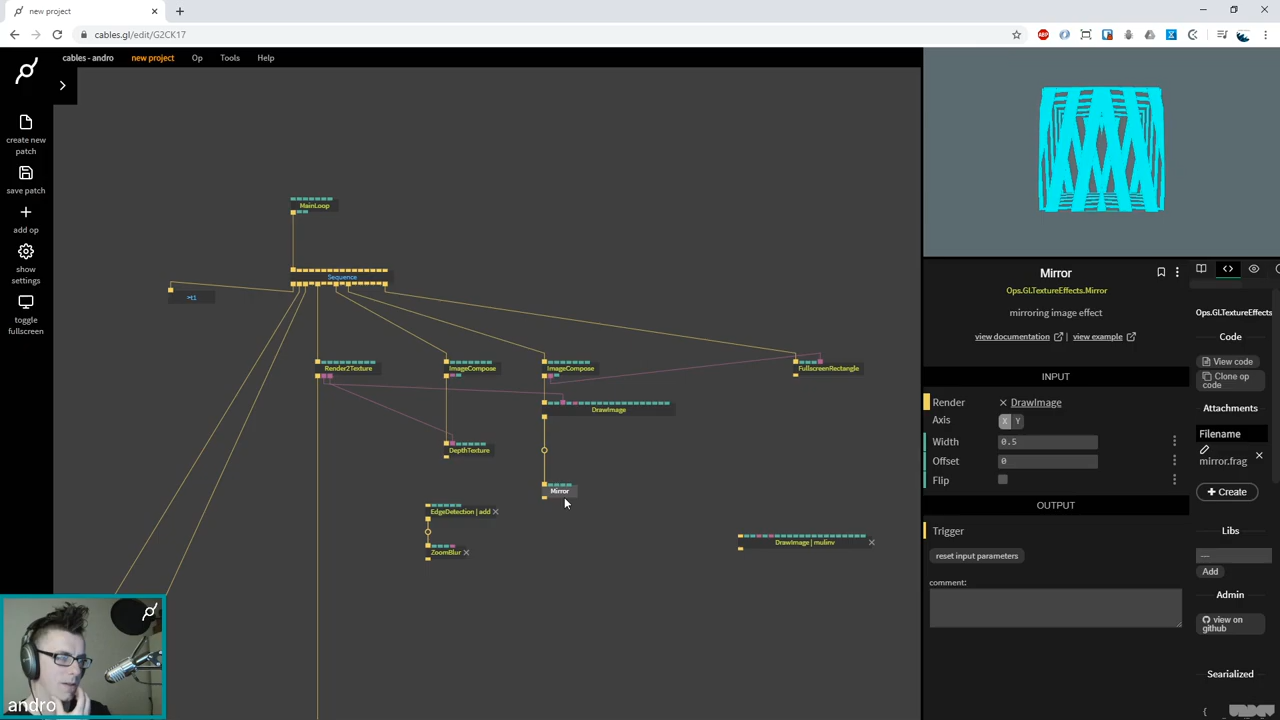 new project
cables.gl/edit/G2CK17
cables - andro
new project
Op
Tools
Help
create new
patch
save patch
add op
show
settings
toggle
fullscreen
MainLoop
Sequence
>t1
Render2Texture
ImageCompose
ImageCompose
FullscreenRectangle
DrawImage
DepthTexture
Mirror
EdgeDetection | add
ZoomBlur
DrawImage | mulinv
andro
Mirror
Ops.Gl.TextureEffects.Mirror
mirroring image effect
view documentation
view example
INPUT
Render
DrawImage
Axis
X
Y
Width
0.5
Offset
0
Flip
OUTPUT
Trigger
reset input parameters
comment:
Ops.Gl.TextureEffects
Code
View code
Clone op
code
Attachments
Filename
mirror.frag
+ Create
Libs
---
Add
Admin
view on
github
Searialized
{
undev